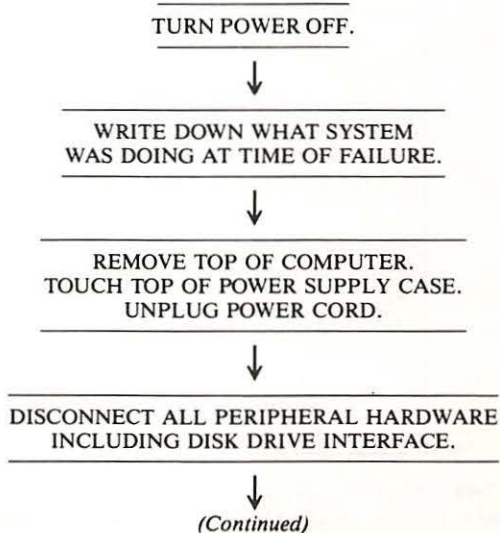 TURN POWER OFF.
WRITE DOWN WHAT SYSTEM
WAS DOING AT TIME OF FAILURE.
REMOVE TOP OF COMPUTER.
TOUCH TOP OF POWER SUPPLY CASE.
UNPLUG POWER CORD.
DISCONNECT ALL PERIPHERAL HARDWARE
INCLUDING DISK DRIVE INTERFACE.
(Continued)